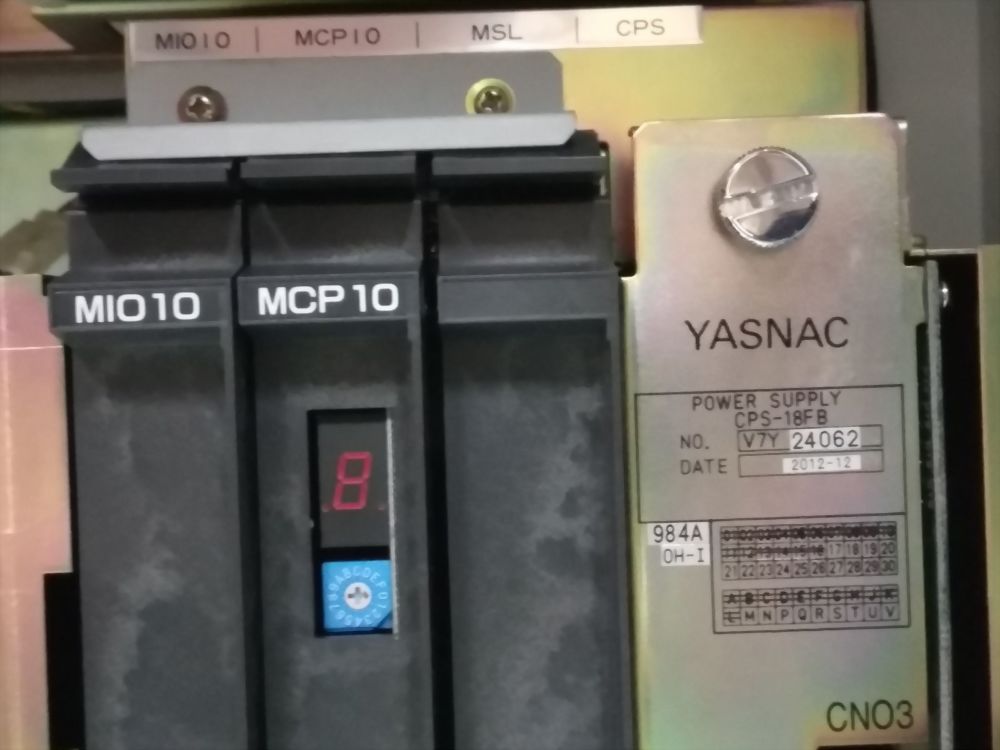 MIO10 | MCP10 | MSL | CPS
MIO10
MCP10
8
YASNAC
POWER SUPPLY
CPS-18FB
NO. V7Y 24062
DATE 2012-12
984A
OH-I
17 18 19 20
21 22 23 24 25 26 27 28 29 30
A B C D E F G H J K
L M N P Q R S T U V
CNO3